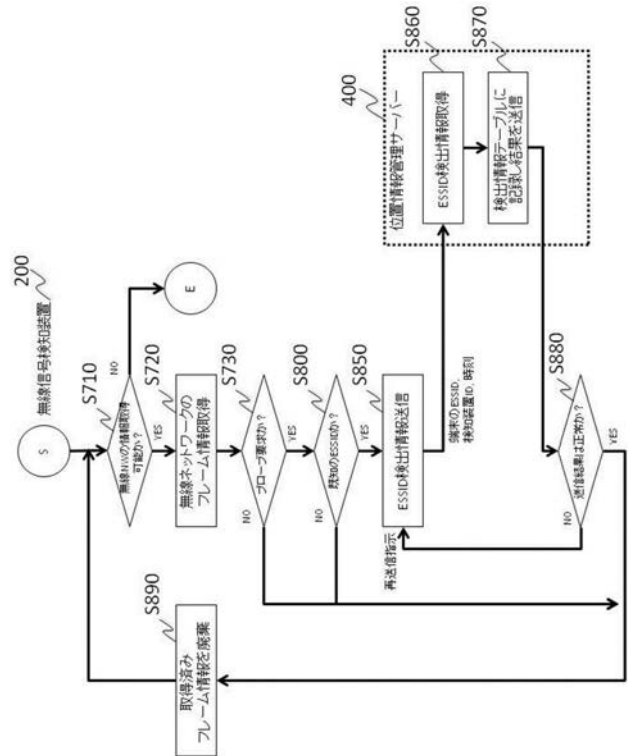 200
無線信号検知装置
S
S710
無線NWの情報取得
可能か?
NO
E
YES
S720
無線ネットワークの
フレーム情報取得
S730
プローブ要求か?
NO
YES
S800
既知のESSIDか?
NO
YES
S850
ESSID検出情報送信
再送信指示
端末のESSID、
検知装置ID、時刻
400
位置情報管理サーバー
S860
ESSID検出情報取得
S870
検出情報テーブルに
記録し結果を送信
S880
送信結果は正常か?
NO
YES
S890
取得済み
フレーム情報を廃棄